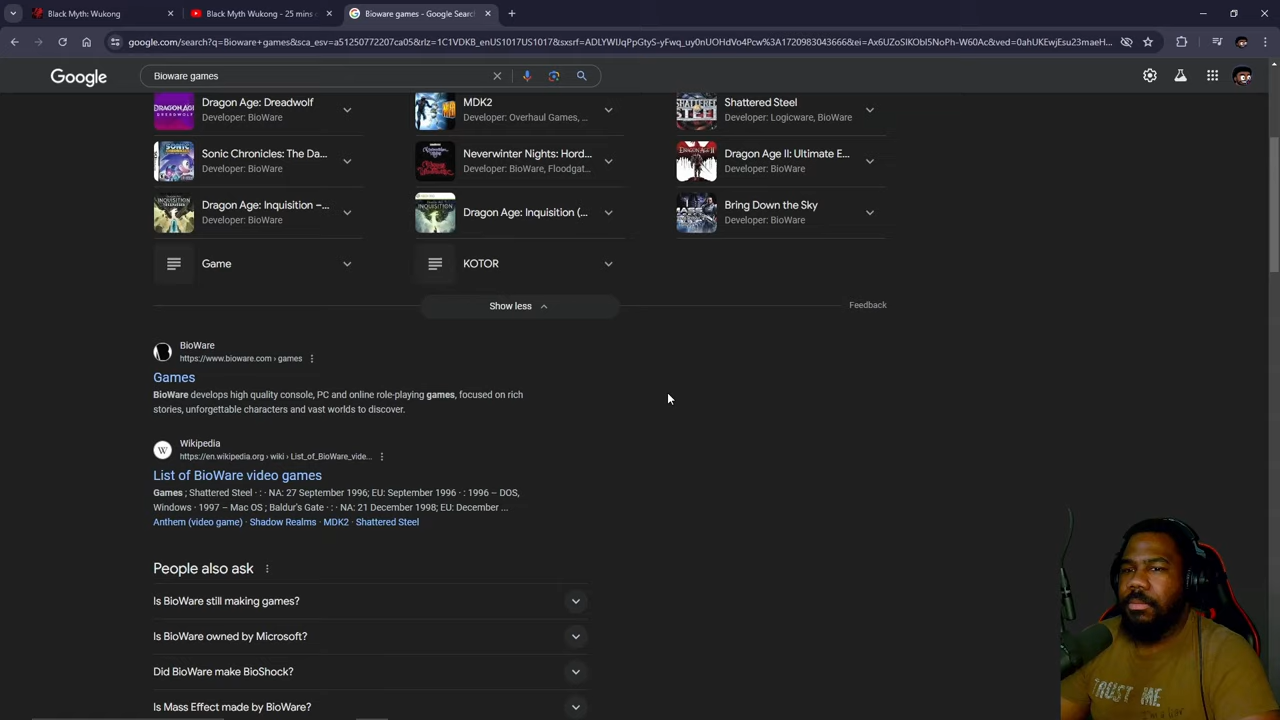 Black Myth: Wukong
Black Myth Wukong - 25 mins
Bioware games - Google Searc
google.com/search?q=Bioware+games&sca_esv=a51250772207ca05&rlz=1C1VDKB_enUS1017US1017&sxsrf=ADLYWIJqPpGtyS-yFwq_uy0nUOHdVo4Pcw%3A1720983043666&ei=Ax6UZoSlKObI5NoPh-W60Ac&ved=0ahUKEwjEsu23maeH...
Google
Bioware games
Dragon Age: Dreadwolf
Developer: BioWare
MDK2
Developer: Overhaul Games, ...
Shattered Steel
Developer: Logicware, BioWare
Sonic Chronicles: The Da...
Developer: BioWare
Neverwinter Nights: Hord...
Developer: BioWare, Floodgat...
Dragon Age II: Ultimate E...
Developer: BioWare
Dragon Age: Inquisition –...
Developer: BioWare
Dragon Age: Inquisition (...
Bring Down the Sky
Developer: BioWare
Game
KOTOR
Show less
Feedback
BioWare
https://www.bioware.com › games
Games
BioWare develops high quality console, PC and online role-playing games, focused on rich
stories, unforgettable characters and vast worlds to discover.
W
Wikipedia
https://en.wikipedia.org › wiki › List_of_BioWare_vide...
List of BioWare video games
Games ; Shattered Steel · : · NA: 27 September 1996; EU: September 1996 · : 1996 – DOS,
Windows · 1997 – Mac OS ; Baldur's Gate · : · NA: 21 December 1998; EU: December ...
Anthem (video game) · Shadow Realms · MDK2 · Shattered Steel
People also ask
Is BioWare still making games?
Is BioWare owned by Microsoft?
Did BioWare make BioShock?
Is Mass Effect made by BioWare?
TRUST ME